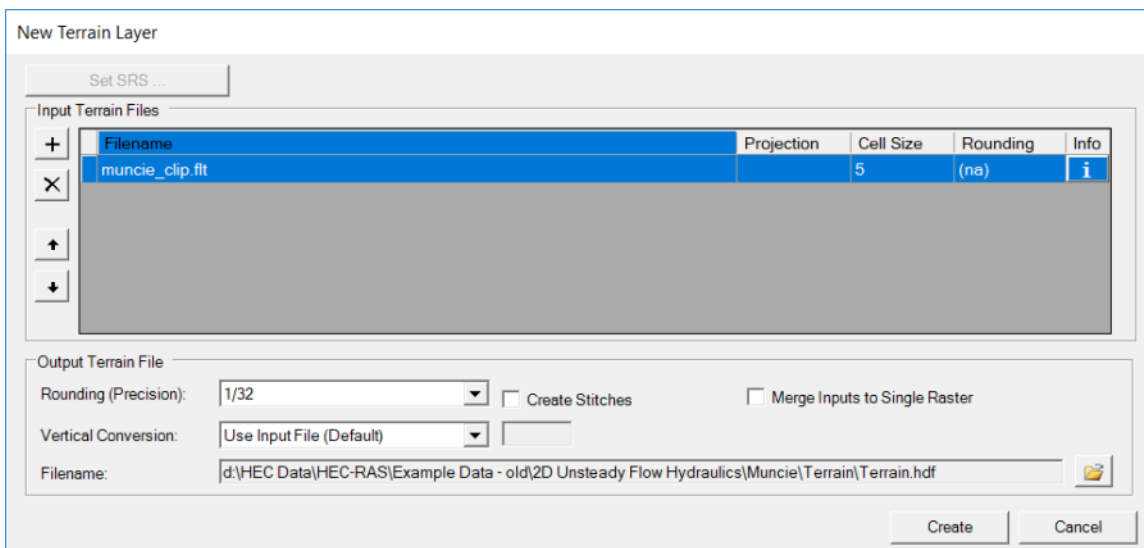 New Terrain Layer
Set SRS ...
Input Terrain Files
Filename Projection Cell Size Rounding Info
muncie_clip.flt 5 (na) i
Output Terrain File
Rounding (Precision): 1/32 Create Stitches Merge Inputs to Single Raster
Vertical Conversion: Use Input File (Default)
Filename: d:\HEC Data\HEC-RAS\Example Data - old\2D Unsteady Flow Hydraulics\Muncie\Terrain\Terrain.hdf
Create Cancel